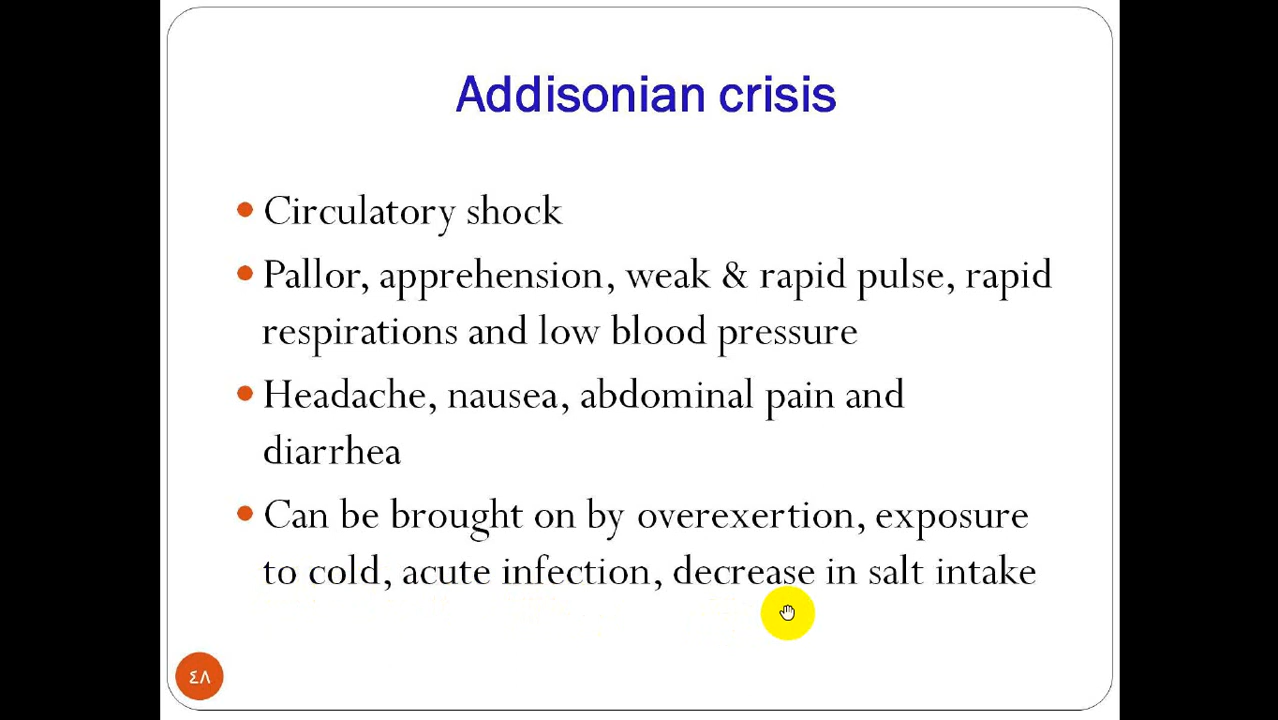 Addisonian crisis
• Circulatory shock
• Pallor, apprehension, weak & rapid pulse, rapid
respirations and low blood pressure
• Headache, nausea, abdominal pain and
diarrhea
• Can be brought on by overexertion, exposure
to cold, acute infection, decrease in salt intake
٤٨